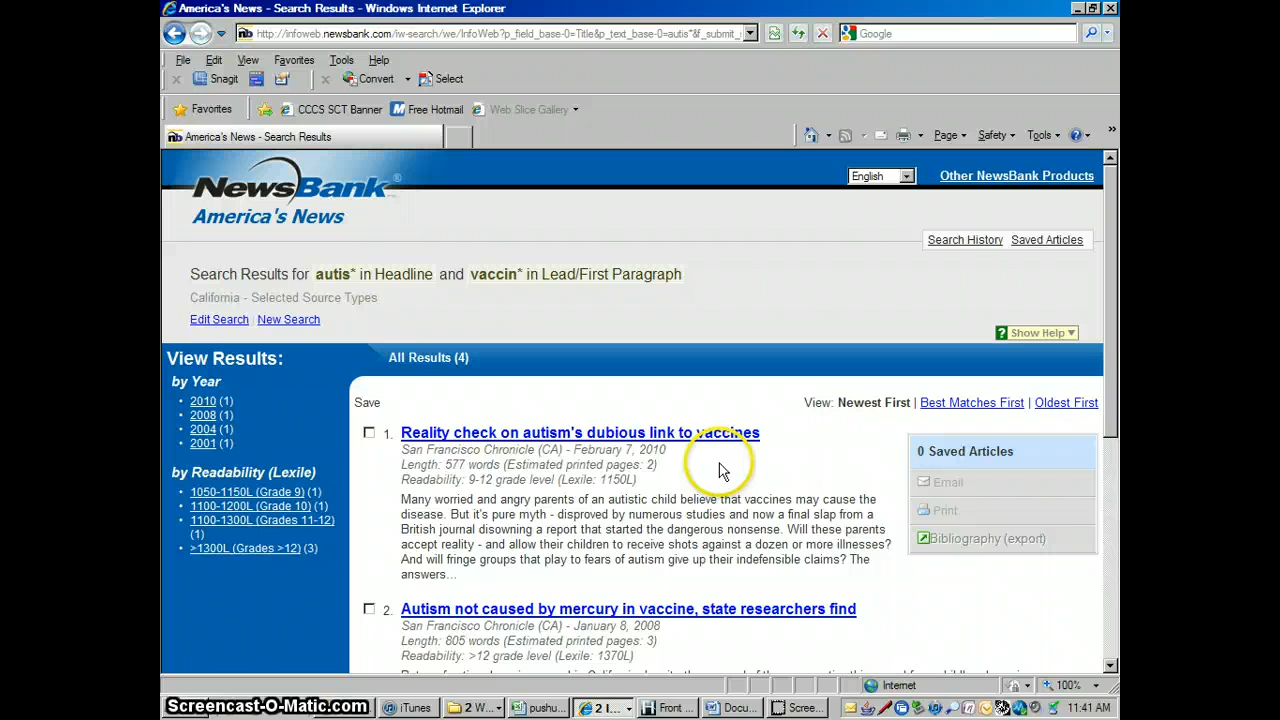 America's News - Search Results - Windows Internet Explorer
http://infoweb.newsbank.com/iw-search/we/InfoWeb?p_field_base-0=Title&p_text_base-0=autis*&f_submit_
Google
File Edit View Favorites Tools Help
Snagit Convert Select
Favorites CCCS SCT Banner Free Hotmail Web Slice Gallery
America's News - Search Results
Page Safety Tools
NewsBank
America's News
English
Other NewsBank Products
Search History Saved Articles
Search Results for autis* in Headline and vaccin* in Lead/First Paragraph
California - Selected Source Types
Edit Search | New Search
Show Help
View Results:
All Results (4)
by Year
2010 (1)
2008 (1)
2004 (1)
2001 (1)
by Readability (Lexile)
1050-1150L (Grade 9) (1)
1100-1200L (Grade 10) (1)
1100-1300L (Grades 11-12)
(1)
>1300L (Grades >12) (3)
Save
View: Newest First | Best Matches First | Oldest First
1. Reality check on autism's dubious link to vaccines
San Francisco Chronicle (CA) - February 7, 2010
Length: 577 words (Estimated printed pages: 2)
Readability: 9-12 grade level (Lexile: 1150L)
Many worried and angry parents of an autistic child believe that vaccines may cause the
disease. But it's pure myth - disproved by numerous studies and now a final slap from a
British journal disowning a report that started the dangerous nonsense. Will these parents
accept reality - and allow their children to receive shots against a dozen or more illnesses?
And will fringe groups that play to fears of autism give up their indefensible claims? The
answers...
0 Saved Articles
Email
Print
Bibliography (export)
2. Autism not caused by mercury in vaccine, state researchers find
San Francisco Chronicle (CA) - January 8, 2008
Length: 805 words (Estimated printed pages: 3)
Readability: >12 grade level (Lexile: 1370L)
Internet
100%
Screencast-O-Matic.com
iTunes
2 W...
pushu...
2 I...
Front ...
Docu...
Scree...
11:41 AM